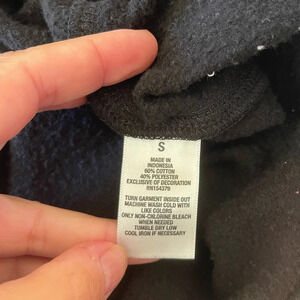 S
MADE IN
INDONESIA
60% COTTON
40% POLYESTER
EXCLUSIVE OF DECORATION
RN154379
TURN GARMENT INSIDE OUT
MACHINE WASH COLD WITH
LIKE COLORS
ONLY NON-CHLORINE BLEACH
WHEN NEEDED
TUMBLE DRY LOW
COOL IRON IF NECESSARY